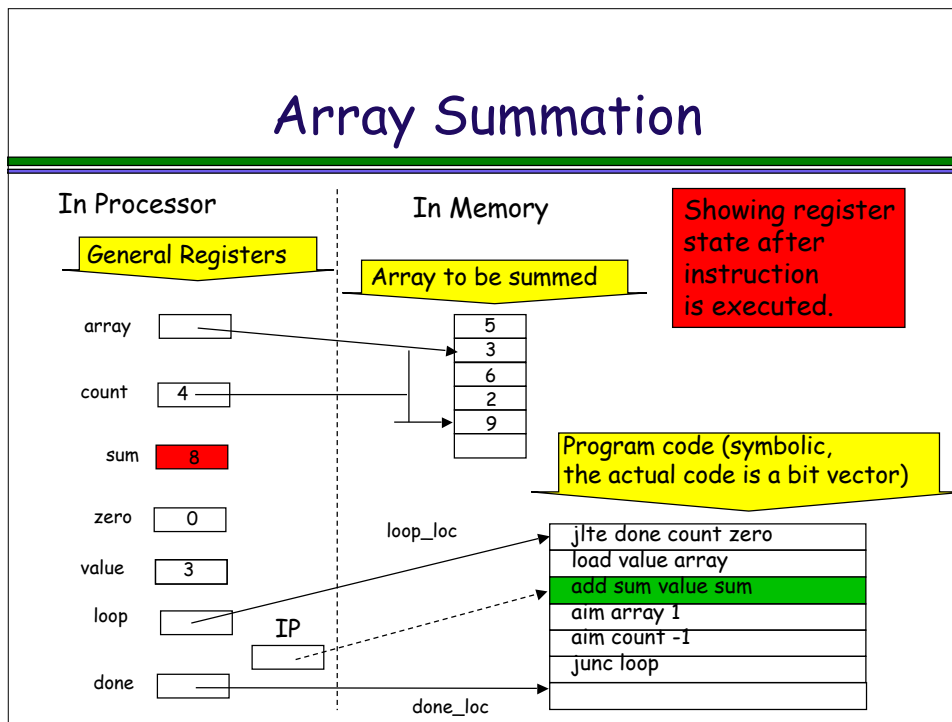 Array Summation
In Processor
In Memory
Showing register
state after
instruction
is executed.
General Registers
Array to be summed
array
5
3
6
2
9
count
4
sum
8
Program code (symbolic,
the actual code is a bit vector)
zero
0
value
3
loop
IP
done
loop_loc
done_loc
jlte done count zero
load value array
add sum value sum
aim array 1
aim count -1
junc loop